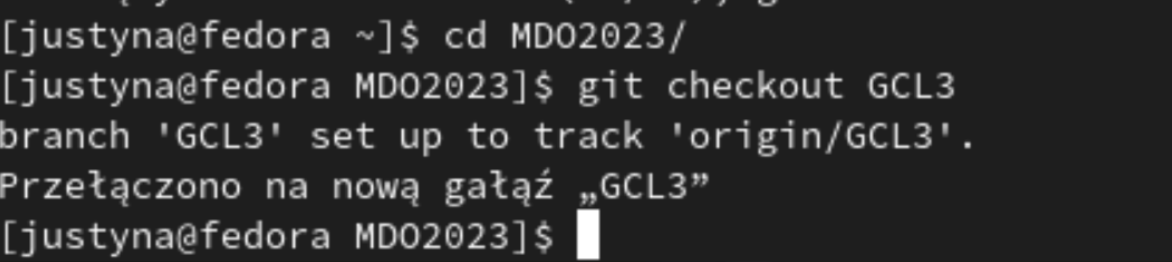 [justyna@fedora ~]$ cd MDO2023/
[justyna@fedora MDO2023]$ git checkout GCL3
branch 'GCL3' set up to track 'origin/GCL3'.
Przełączono na nową gałąź „GCL3”
[justyna@fedora MDO2023]$